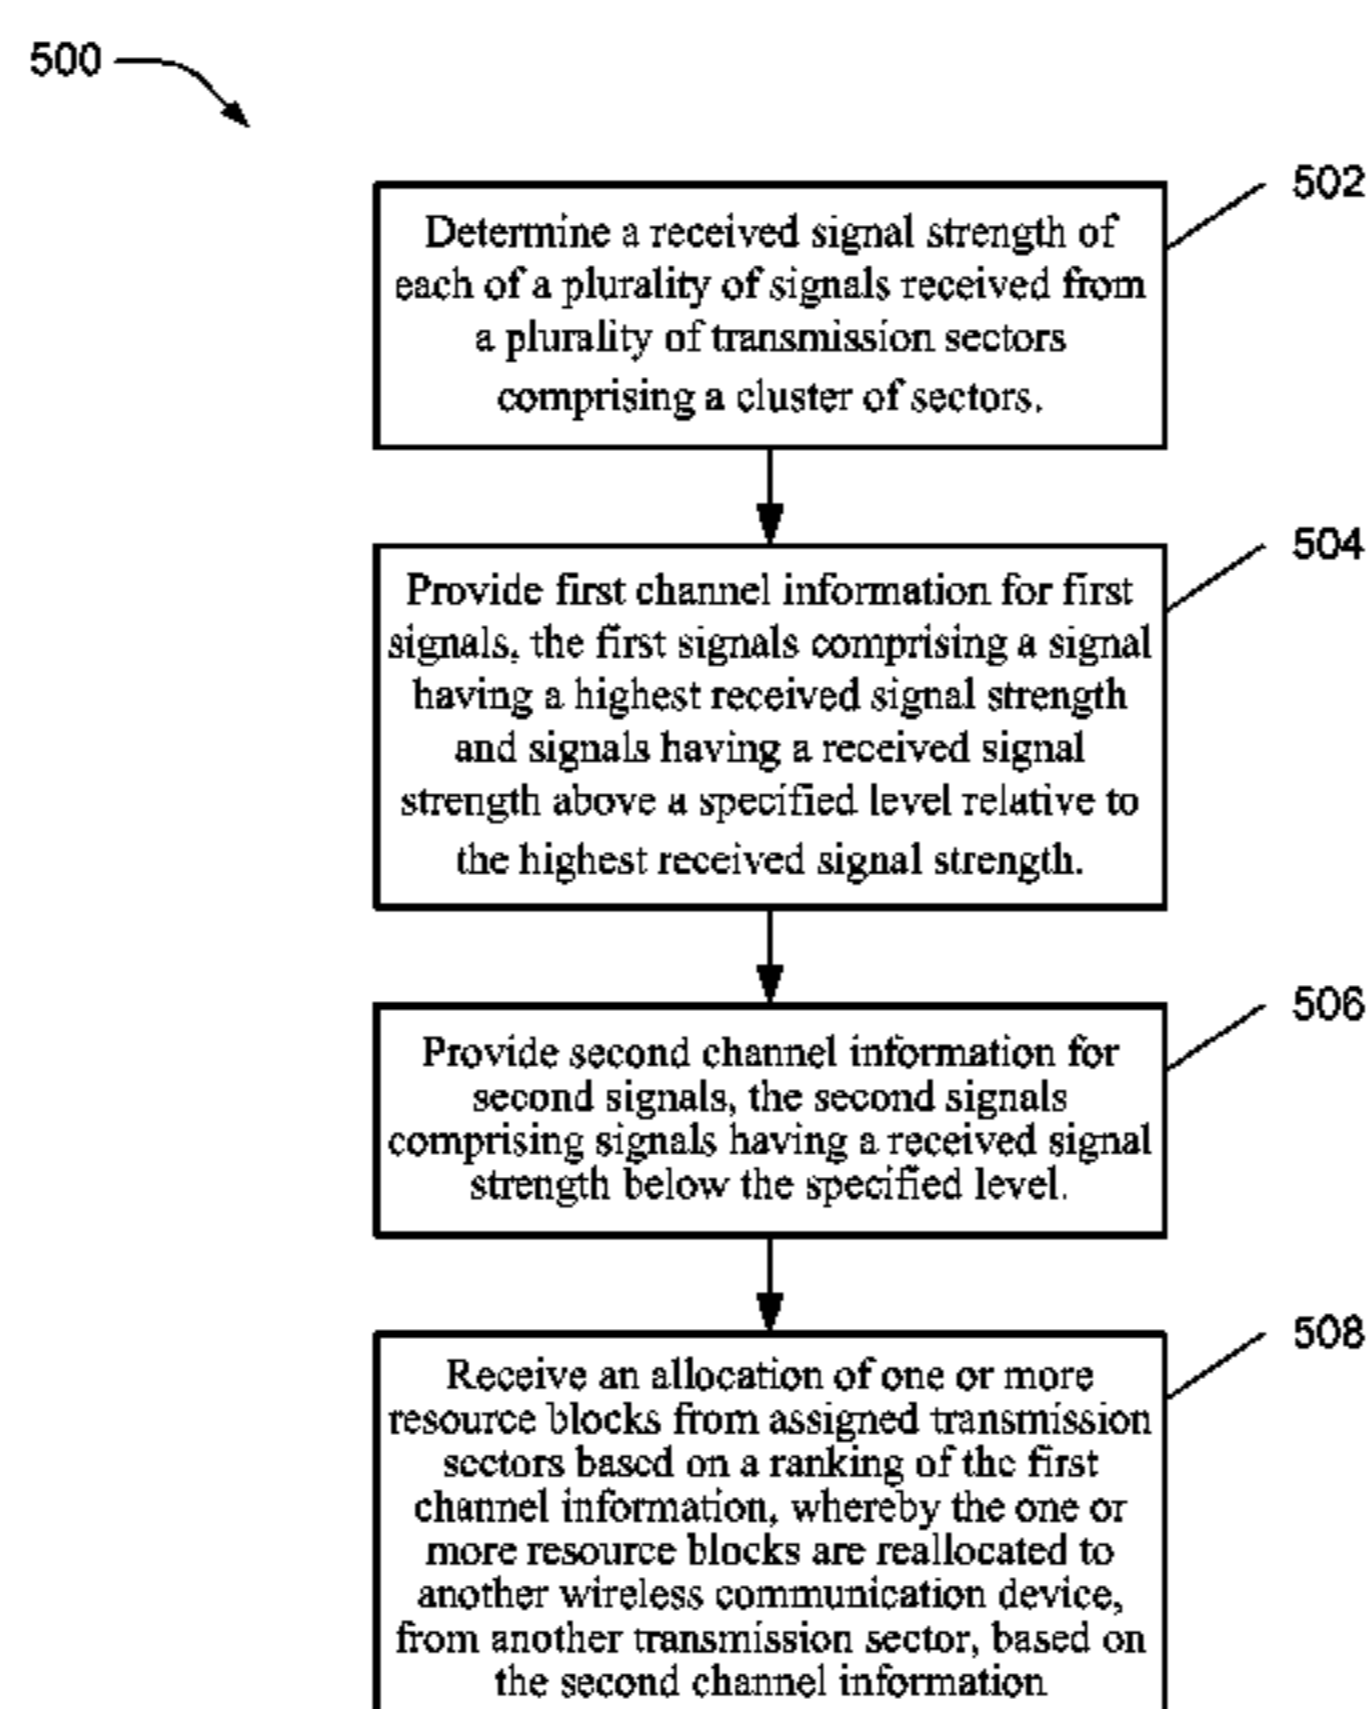 500
502
Determine a received signal strength of
each of a plurality of signals received from
a plurality of transmission sectors
comprising a cluster of sectors.
504
Provide first channel information for first
signals, the first signals comprising a signal
having a highest received signal strength
and signals having a received signal
strength above a specified level relative to
the highest received signal strength.
506
Provide second channel information for
second signals, the second signals
comprising signals having a received signal
strength below the specified level.
508
Receive an allocation of one or more
resource blocks from assigned transmission
sectors based on a ranking of the first
channel information, whereby the one or
more resource blocks are reallocated to
another wireless communication device,
from another transmission sector, based on
the second channel information